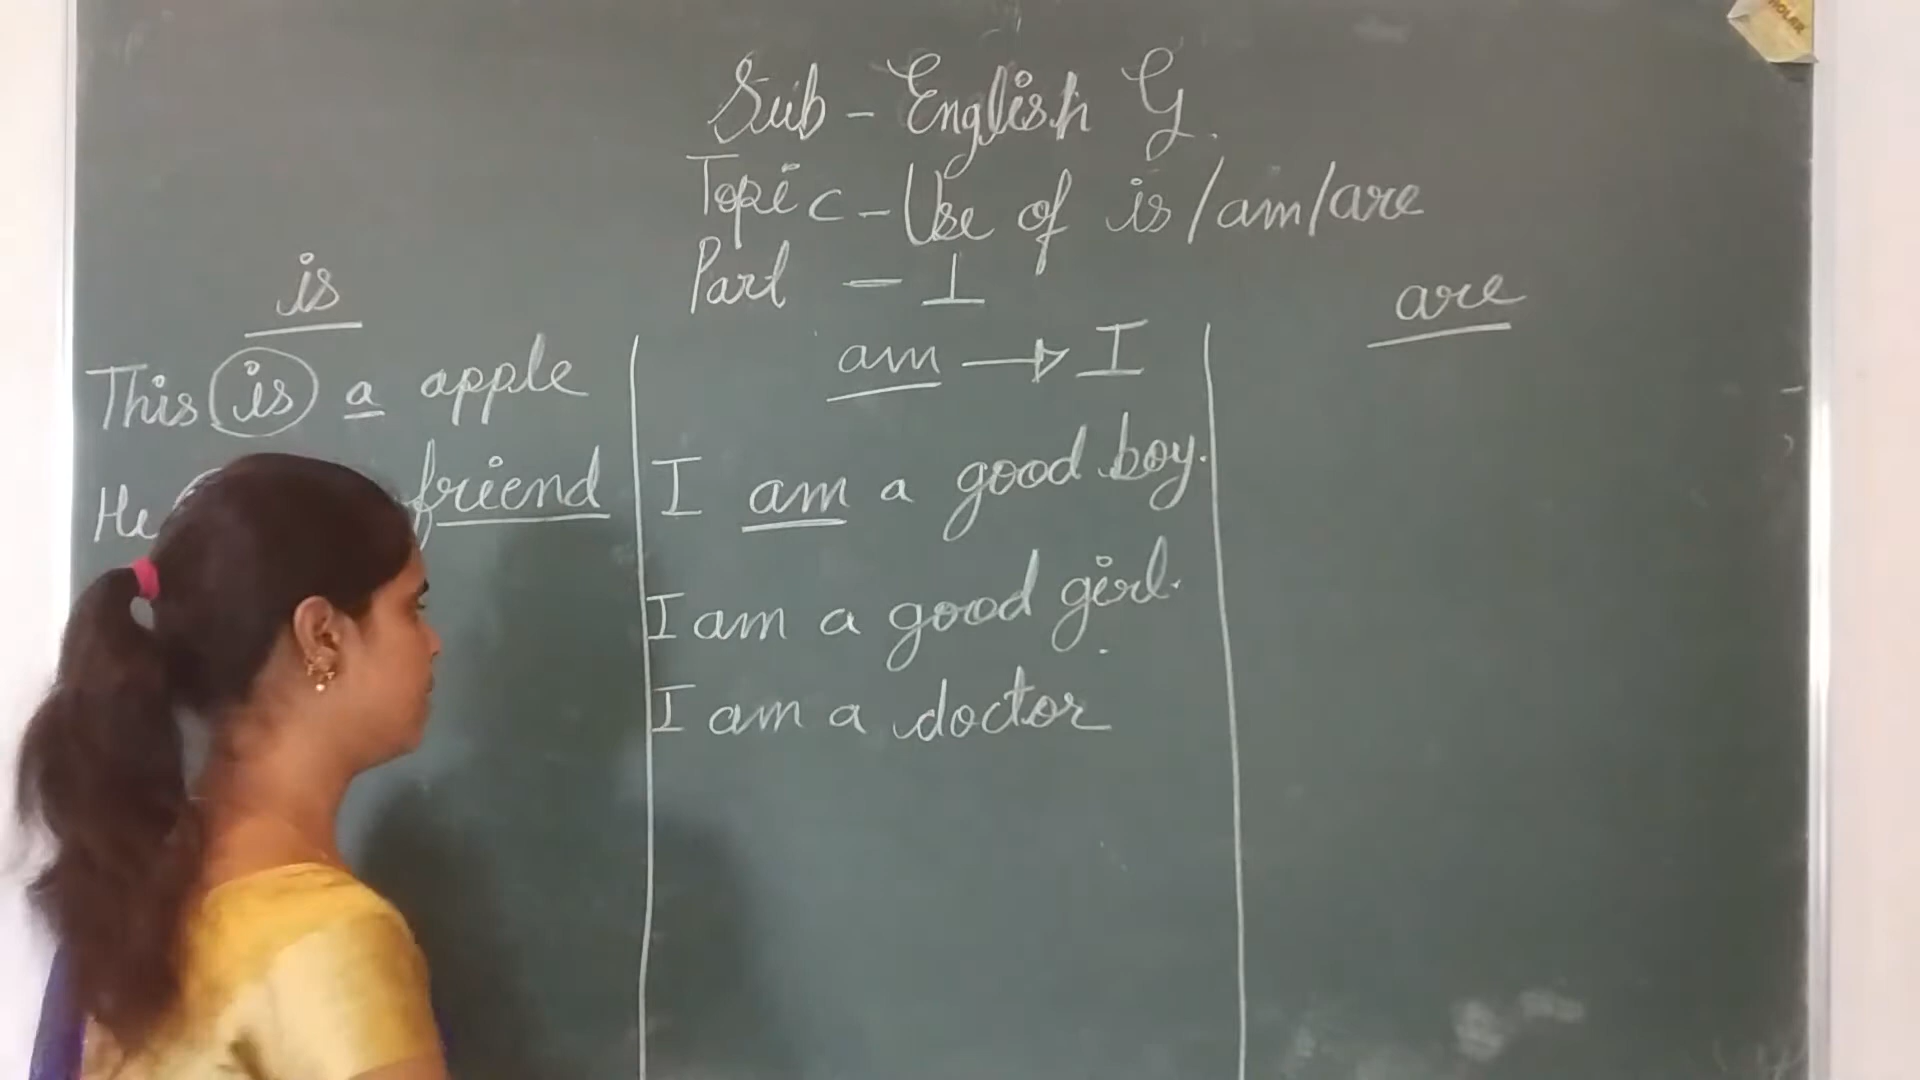 Sub - English G.
Topic - Use of is/am/are
Part - I
is
This is a apple
He friend
am → I
I am a good boy.
I am a good girl.
I am a doctor
are